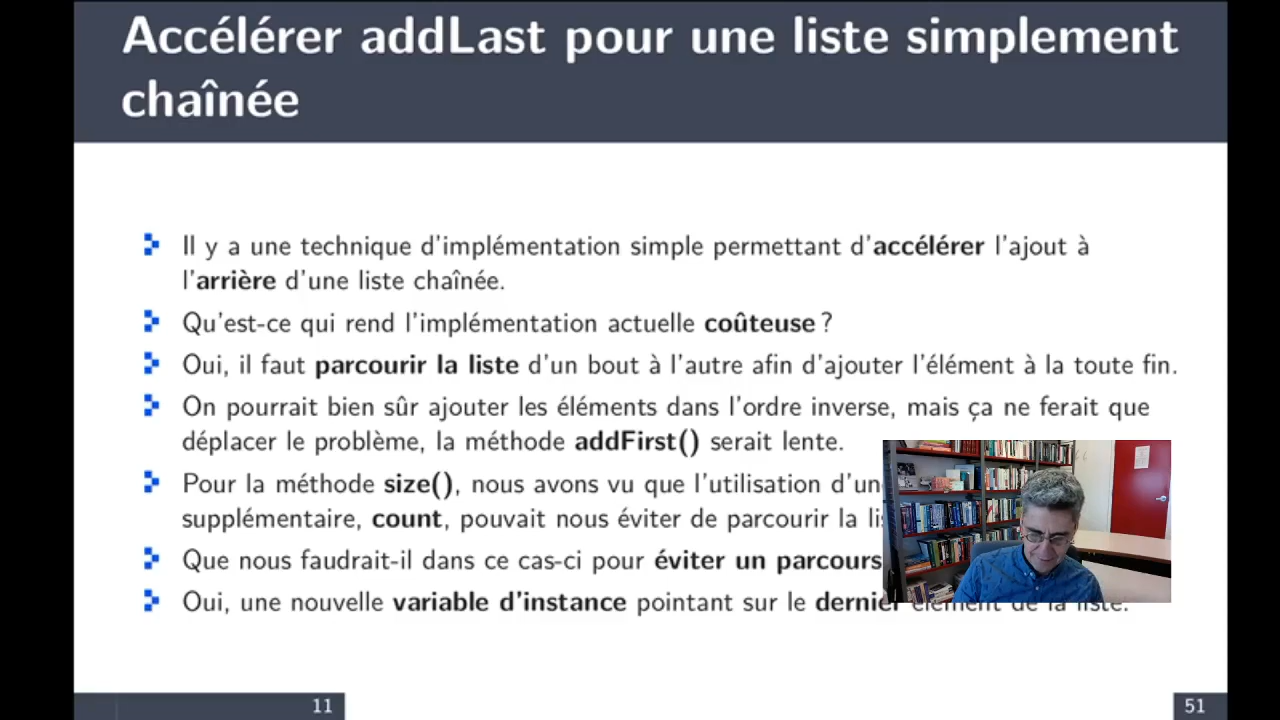 Accélérer addLast pour une liste simplement
chaînée
Il y a une technique d'implémentation simple permettant d'accélérer l'ajout à
l'arrière d'une liste chaînée.
Qu'est-ce qui rend l'implémentation actuelle coûteuse ?
Oui, il faut parcourir la liste d'un bout à l'autre afin d'ajouter l'élément à la toute fin.
On pourrait bien sûr ajouter les éléments dans l'ordre inverse, mais ça ne ferait que
déplacer le problème, la méthode addFirst() serait lente.
Pour la méthode size(), nous avons vu que l'utilisation d'une
supplémentaire, count, pouvait nous éviter de parcourir la
Que nous faudrait-il dans ce cas-ci pour éviter un parcours
Oui, une nouvelle variable d'instance pointant sur le dernier élément de la liste.
11
51